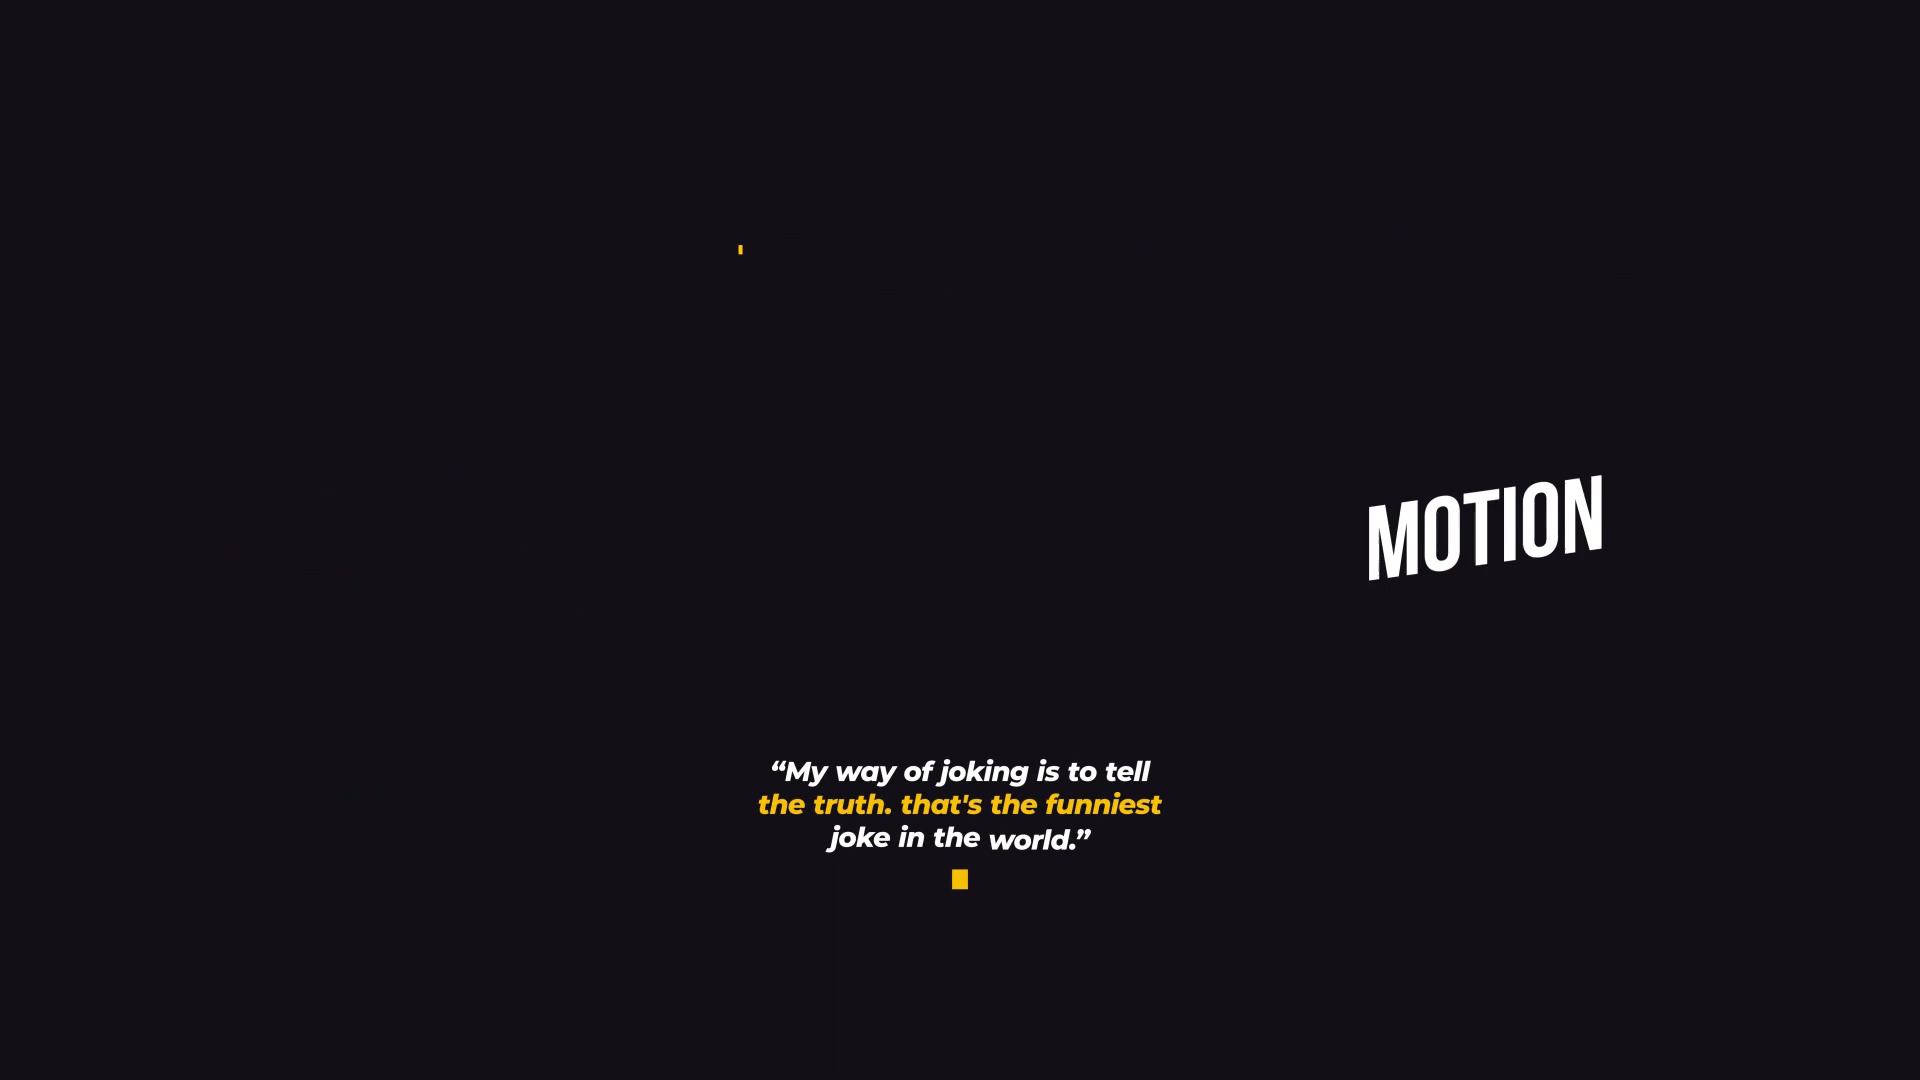 MOTION
“My way of joking is to tell
the truth. that's the funniest
joke in the world.”